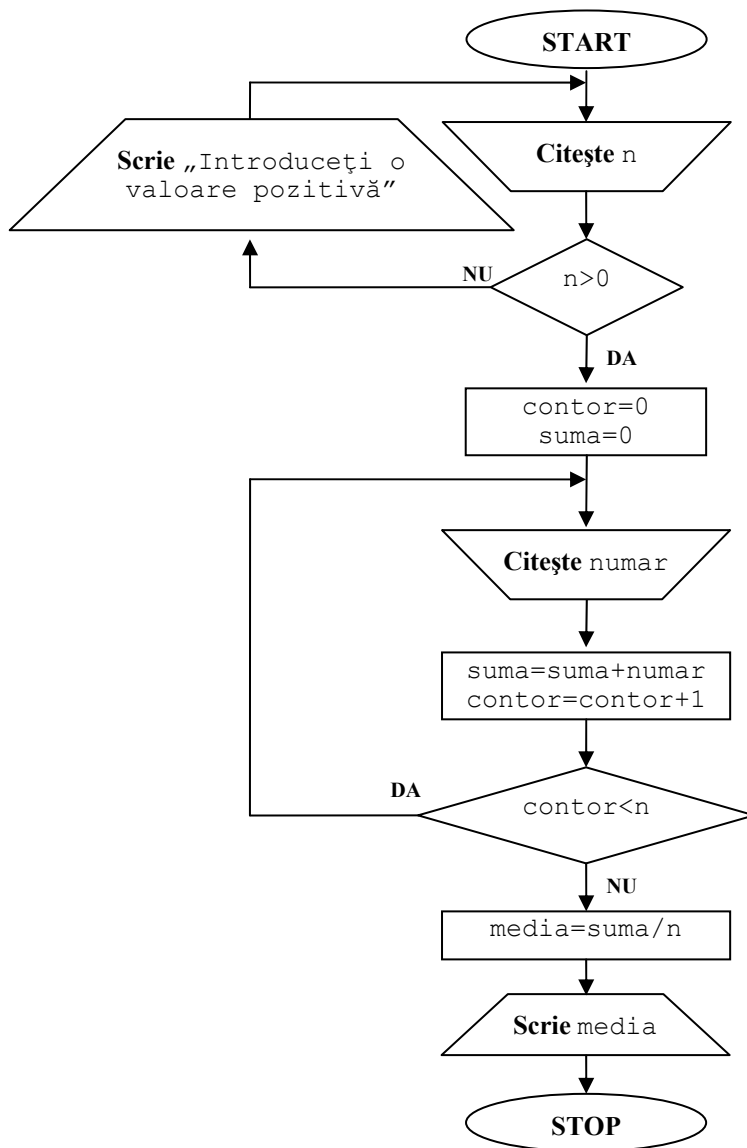 START
Scrie „Introduceţi o
valoare pozitivă”
Citeşte n
NU
n>0
DA
contor=0
suma=0
Citeşte numar
suma=suma+numar
contor=contor+1
DA
contor<n
NU
media=suma/n
Scrie media
STOP